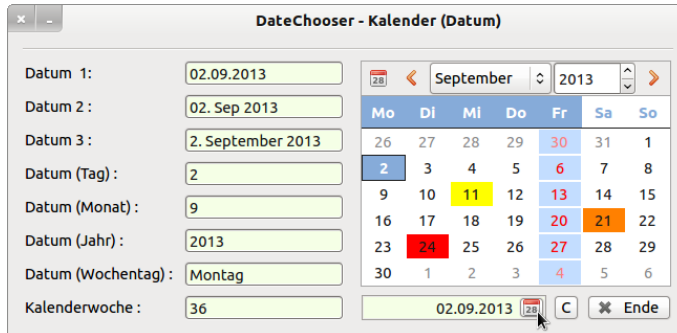 DateChooser - Kalender (Datum)
Datum 1: 02.09.2013
Datum 2 : 02. Sep 2013
Datum 3 : 2. September 2013
Datum (Tag) : 2
Datum (Monat) : 9
Datum (Jahr) : 2013
Datum (Wochentag) : Montag
Kalenderwoche : 36
28 September 2013
Mo Di Mi Do Fr Sa So
26 27 28 29 30 31 1
2 3 4 5 6 7 8
9 10 11 12 13 14 15
16 17 18 19 20 21 22
23 24 25 26 27 28 29
30 1 2 3 4 5 6
02.09.2013 28 C Ende